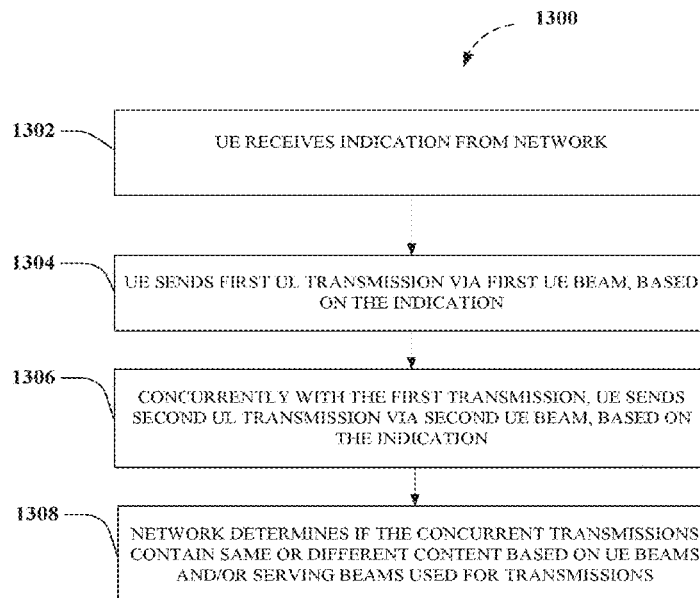 1300
1302
UE RECEIVES INDICATION FROM NETWORK
1304
UE SENDS FIRST UL TRANSMISSION VIA FIRST UE BEAM, BASED
ON THE INDICATION
1306
CONCURRENTLY WITH THE FIRST TRANSMISSION, UE SENDS
SECOND UL TRANSMISSION VIA SECOND UE BEAM, BASED ON
THE INDICATION
1308
NETWORK DETERMINES IF THE CONCURRENT TRANSMISSIONS
CONTAIN SAME OR DIFFERENT CONTENT BASED ON UE BEAMS
AND/OR SERVING BEAMS USED FOR TRANSMISSIONS